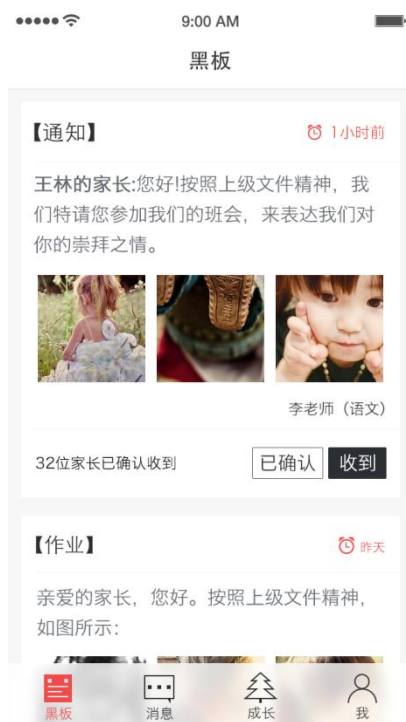 9:00 AM
黑板
【通知】
1小时前
王林的家长:您好!按照上级文件精神，我
们特请您参加我们的班会，来表达我们对
你的崇拜之情。
李老师（语文）
32位家长已确认收到
已确认
收到
【作业】
昨天
亲爱的家长，您好。按照上级文件精神，
如图所示：
黑板
消息
成长
我